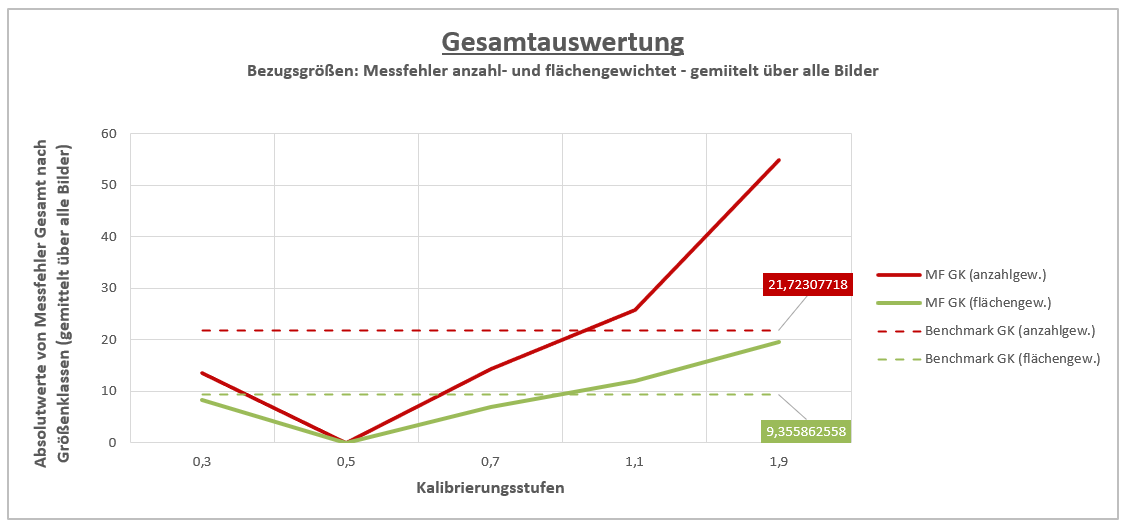 Gesamtauswertung
Bezugsgrößen: Messfehler anzahl- und flächengewichtet - gemiitelt über alle Bilder
Absolutwerte von Messfehler Gesamt nach
Größenklassen (gemittelt über alle Bilder)
60
50
40
30
20
10
0
21,72307718
9,355862558
0,3
0,5
0,7
1,1
1,9
Kalibrierungsstufen
MF GK (anzahlgew.)
MF GK (flächengew.)
Benchmark GK (anzahlgew.)
Benchmark GK (flächengew.)